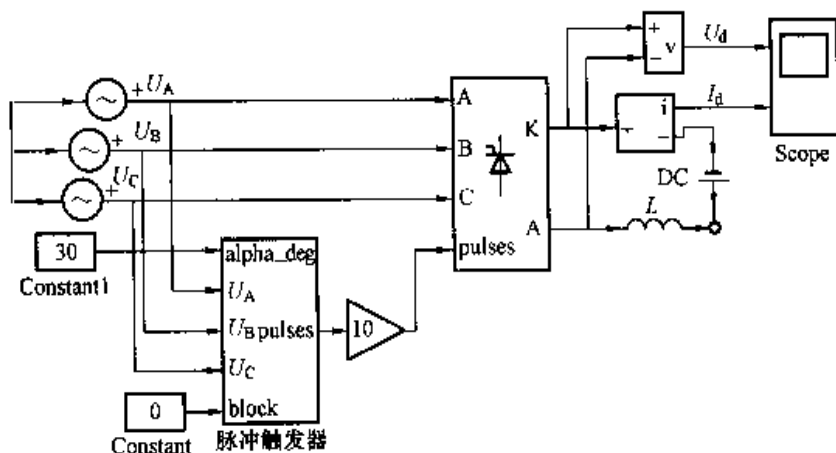 + U_d
− v
+ U_A
A
i I_d
K
+ −
Scope
+ U_B
B
DC
+ U_C
C
L
A
30
alpha_deg
pulses
Constant1
U_A
U_B pulses
10
U_C
0
block
Constant
脉冲触发器